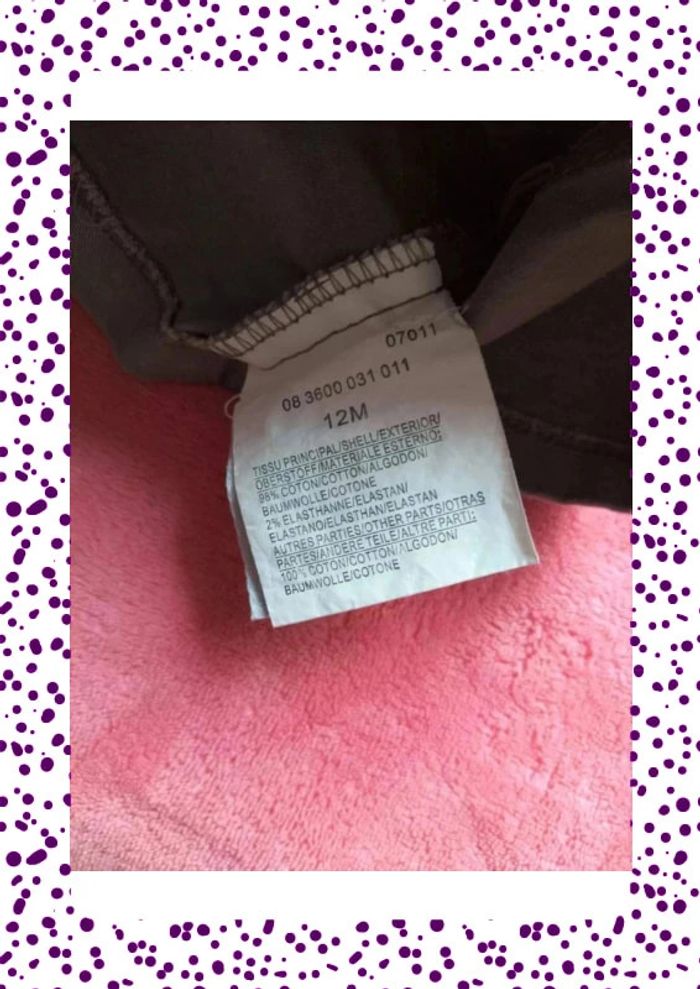 07011
08 3600 031 011
12M
TISSU PRINCIPAL/SHELL/EXTERIOR/
OBERSTOFF/MATERIALE ESTERNO:
98% COTON/COTTON/ALGODON/
BAUMWOLLE/COTONE
2% ELASTHANNE/ELASTAN/
ELASTANO/ELASTHAN/ELASTAN
AUTRES PARTIES/OTHER PARTS/OTRAS
PARTES/ANDERE TEILE/ALTRE PARTI:
100% COTON/COTTON/ALGODON/
BAUMWOLLE/COTONE